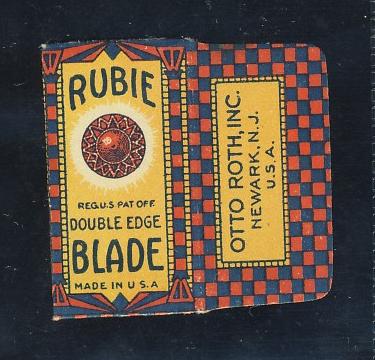 RUBIE
REG.U.S. PAT OFF.
DOUBLE EDGE
BLADE
MADE IN U S.A
OTTO ROTH, INC.
NEWARK, N.J.
U.S.A.